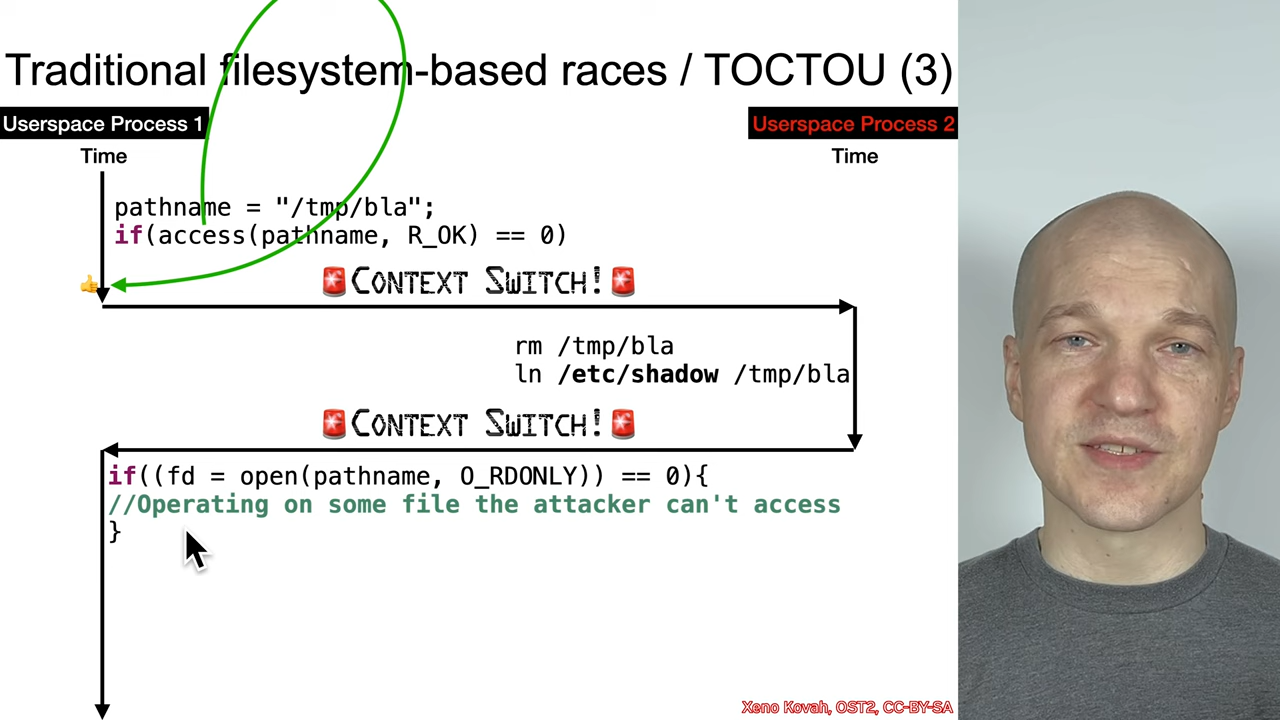 Traditional filesystem-based races / TOCTOU (3)
Userspace Process 1
Userspace Process 2
Time
Time
pathname = "/tmp/bla";
if(access(pathname, R_OK) == 0)
CONTEXT SWITCH!
rm /tmp/bla
ln /etc/shadow /tmp/bla
CONTEXT SWITCH!
if((fd = open(pathname, O_RDONLY)) == 0){
//Operating on some file the attacker can't access
}
Xeno Kovah, OST2, CC-BY-SA